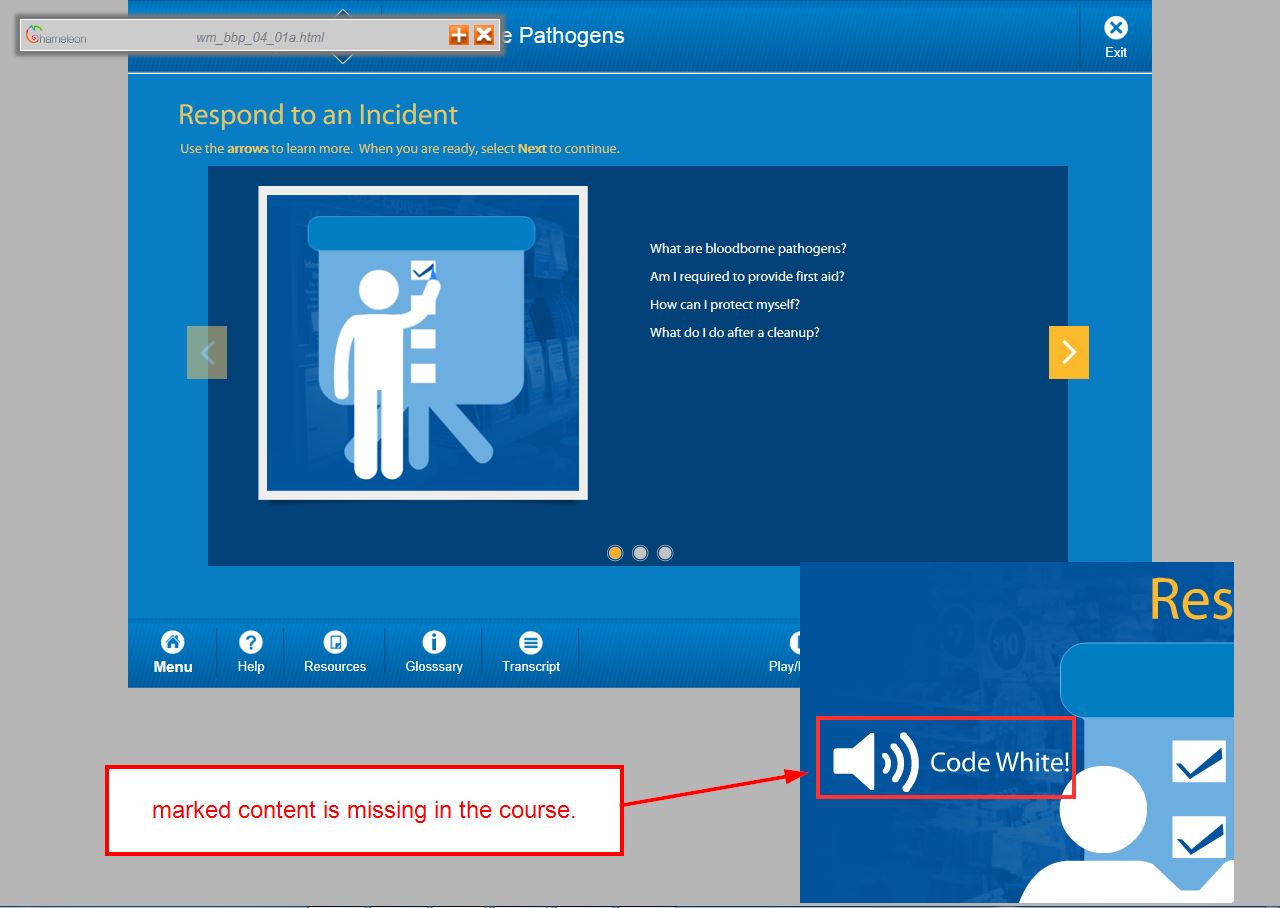 Chameleon
wm_bbp_04_01a.html
e Pathogens
Exit
Respond to an Incident
Use the arrows to learn more. When you are ready, select Next to continue.
What are bloodborne pathogens?
Am I required to provide first aid?
How can I protect myself?
What do I do after a cleanup?
Menu
Help
Resources
Glosssary
Transcript
Play/
Res
$10
Code White!
marked content is missing in the course.